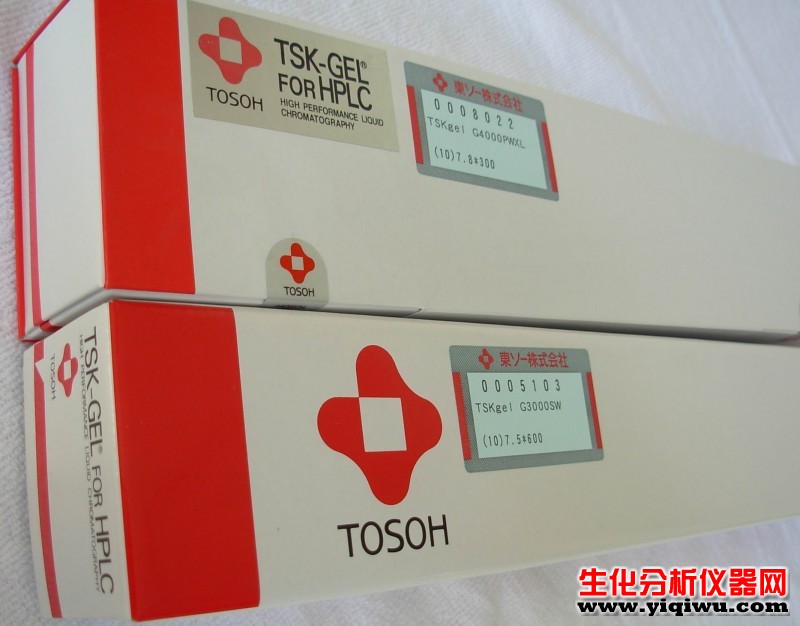 TSK-GEL®
FOR HPLC
HIGH PERFORMANCE LIQUID
CHROMATOGRAPHY
TOSOH
東ソー株式会社
0008022
TSKgel G4000PWXL
(10)7.8*300
TOSOH
TSK-GEL® FOR HPLC
HIGH PERFORMANCE LIQUID CHROMATOGRAPHY
TOSOH
TOSOH
東ソー株式会社
0005103
TSKgel G3000SW
(10)7.5*600
生化分析仪器网
www.yiqiwu.com